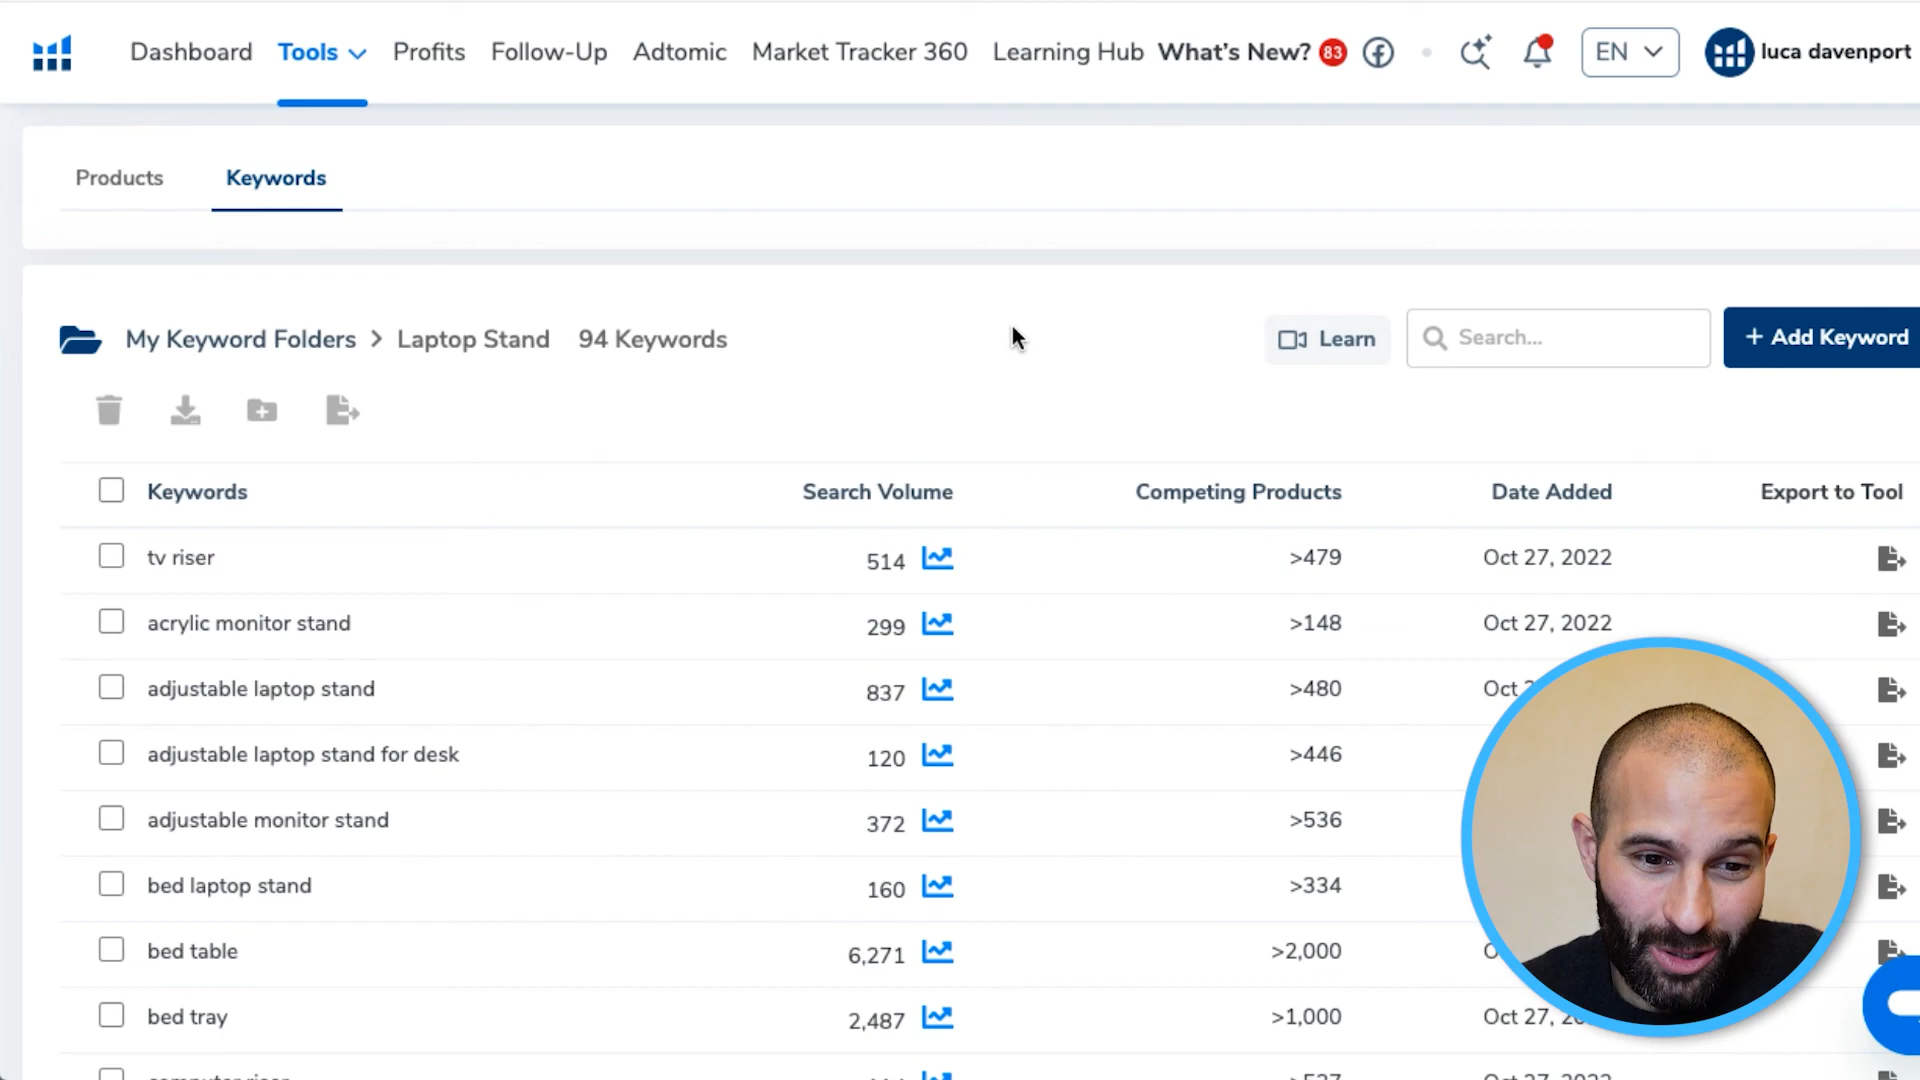 Dashboard Tools Profits Follow-Up Adtomic Market Tracker 360 Learning Hub What's New? 83 EN luca davenport
Products Keywords
My Keyword Folders > Laptop Stand 94 Keywords Learn Search... + Add Keyword
Keywords Search Volume Competing Products Date Added Export to Tool
tv riser 514 >479 Oct 27, 2022
acrylic monitor stand 299 >148 Oct 27, 2022
adjustable laptop stand 837 >480 Oct
adjustable laptop stand for desk 120 >446
adjustable monitor stand 372 >536
bed laptop stand 160 >334
bed table 6,271 >2,000
bed tray 2,487 >1,000 Oct 27,